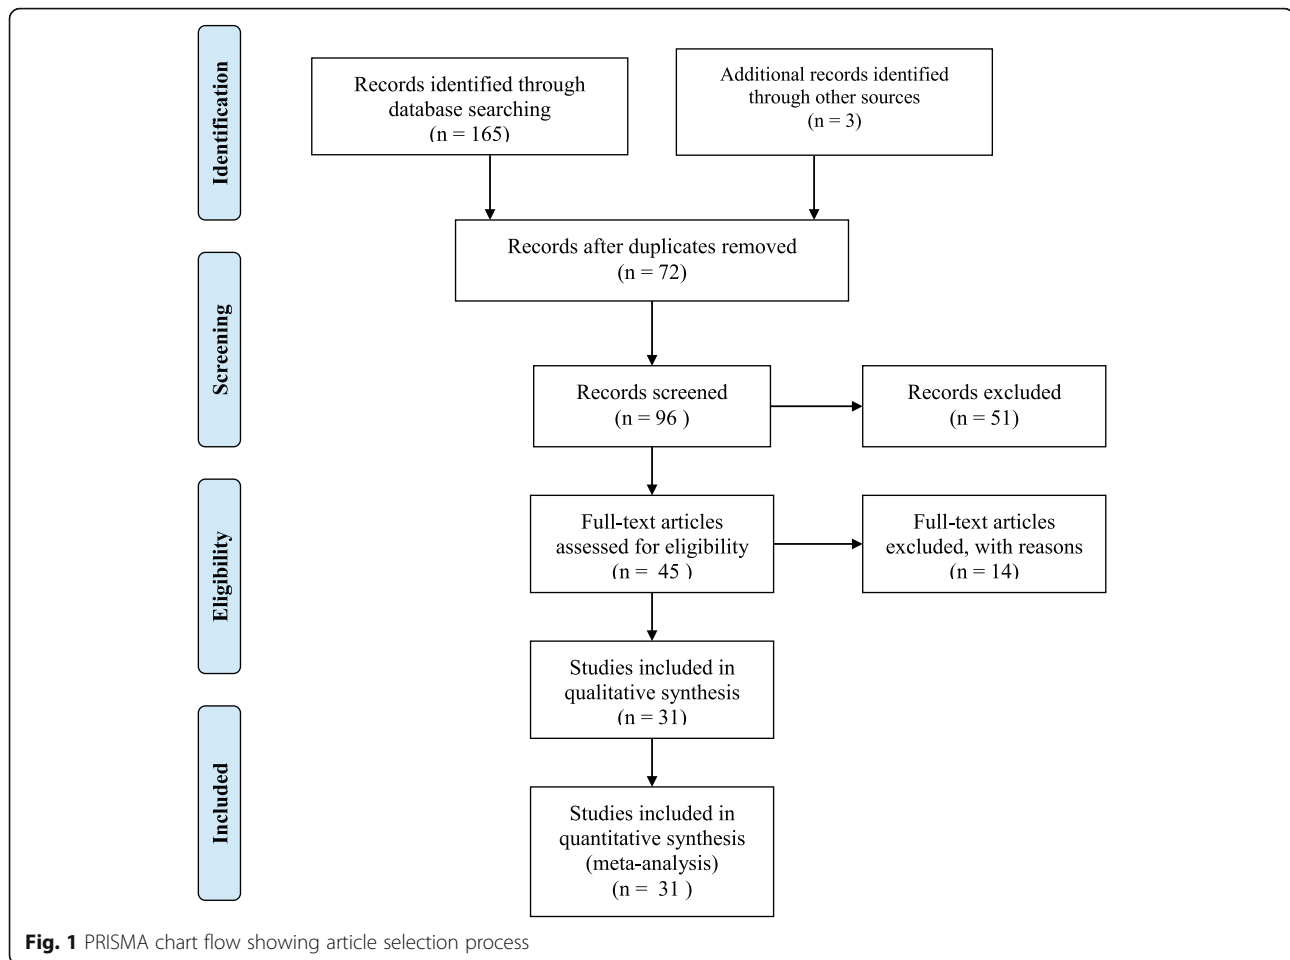 Identification
Records identified through
database searching
(n = 165)
Additional records identified
through other sources
(n = 3)
Records after duplicates removed
(n = 72)
Screening
Records screened
(n = 96 )
Records excluded
(n = 51)
Eligibility
Full-text articles
assessed for eligibility
(n =  45 )
Full-text articles
excluded, with reasons
(n = 14)
Studies included in
qualitative synthesis
(n = 31)
Included
Studies included in
quantitative synthesis
(meta-analysis)
(n =  31 )
Fig. 1 PRISMA chart flow showing article selection process